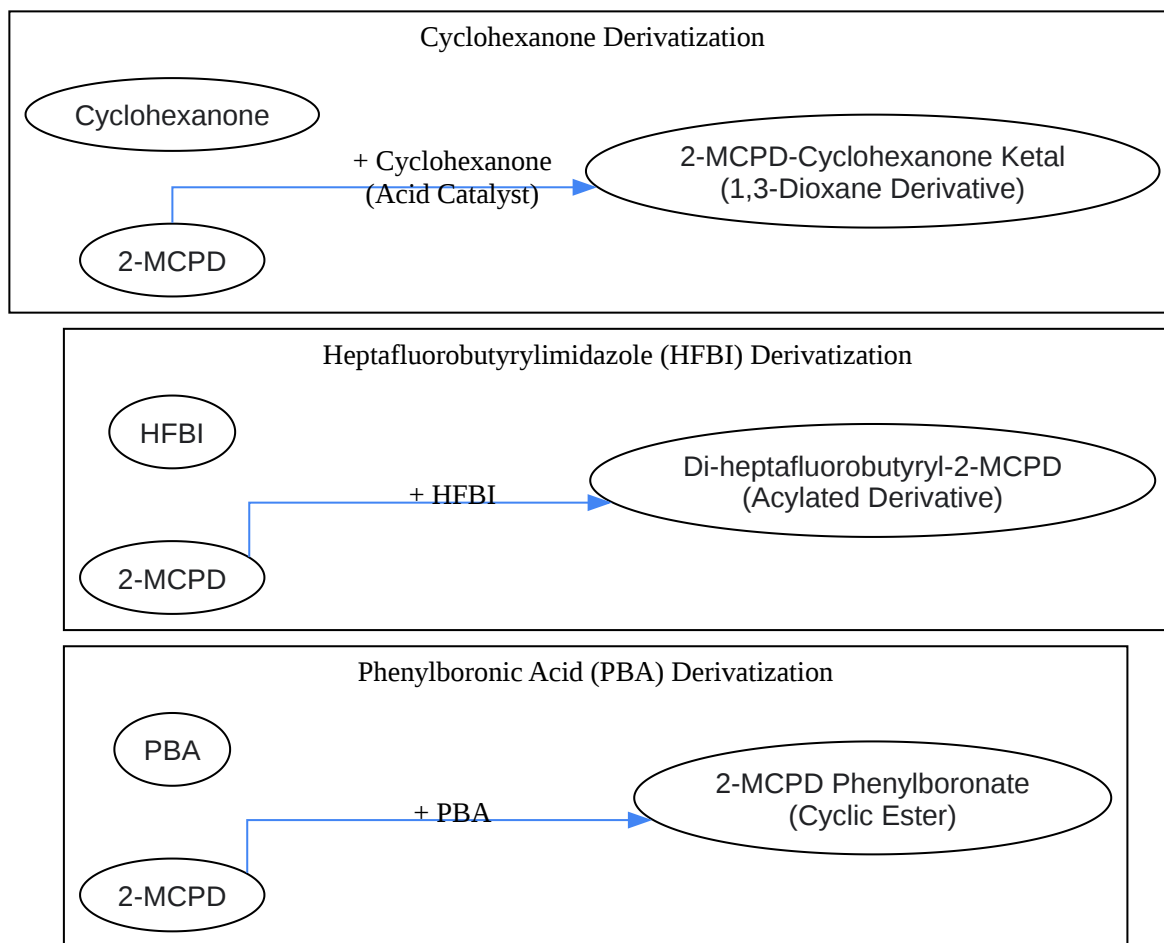 Cyclohexanone Derivatization
Cyclohexanone
+ Cyclohexanone
(Acid Catalyst)
2-MCPD-Cyclohexanone Ketal
(1,3-Dioxane Derivative)
2-MCPD
Heptafluorobutyrylimidazole (HFBI) Derivatization
HFBI
+ HFBI
Di-heptafluorobutyryl-2-MCPD
(Acylated Derivative)
2-MCPD
Phenylboronic Acid (PBA) Derivatization
PBA
+ PBA
2-MCPD Phenylboronate
(Cyclic Ester)
2-MCPD